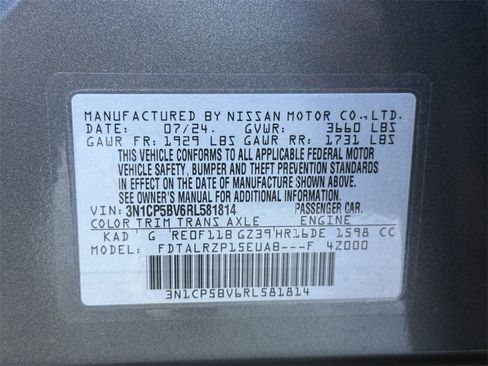 MANUFACTURED BY NISSAN MOTOR CO.,LTD.
DATE: 07/24. GVWR: 3660 LBS
GAWR FR: 1929 LBS GAWR RR: 1731 LBS
THIS VEHICLE CONFORMS TO ALL APPLICABLE FEDERAL MOTOR
VEHICLE SAFETY, BUMPER, AND THEFT PREVENTION STANDARDS
IN EFFECT ON THE DATE OF MANUFACTURE SHOWN ABOVE.
SEE OWNER'S MANUAL FOR ADDITIONAL INFORMATION.
VIN: 3N1CP5BV6RL581814 PASSENGER CAR.
COLOR TRIM TRANS AXLE ENGINE
KAD G RE0F11B GZ39 HR16DE 1598 CC
MODEL: FDTALRZP15EUAB---F 4Z000
3N1CP5BV6RL581814